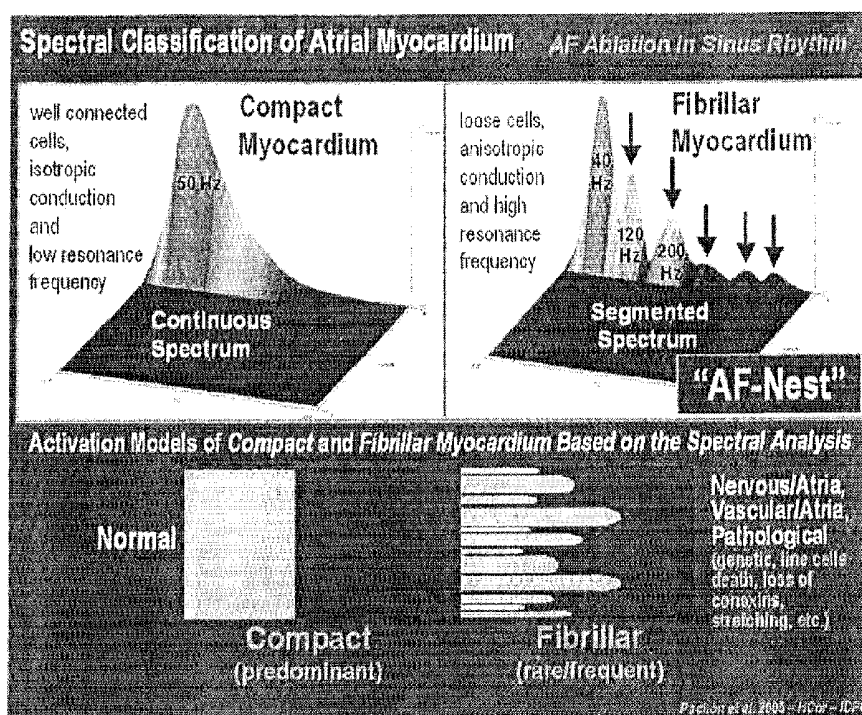 Spectral Classification of Atrial Myocardium
AF Ablation in Sinus Rhythm
well connected
cells,
isotropic
conduction
and
low resonance
frequency
Compact
Myocardium
50 Hz
Continuous
Spectrum
loose cells,
anisotropic
conduction
and high
resonance
frequency
Fibrillar
Myocardium
40
Hz
120
Hz
200
Hz
Segmented
Spectrum
"AF-Nest"
Activation Models of Compact and Fibrillar Myocardium Based on the Spectral Analysis
Normal
Compact
(predominant)
Fibrillar
(rare/frequent)
Nervous/Atria,
Vascular/Atria,
Pathological
(genetic, cells
death, loss of
stretching, etc.)
Pachon et al.